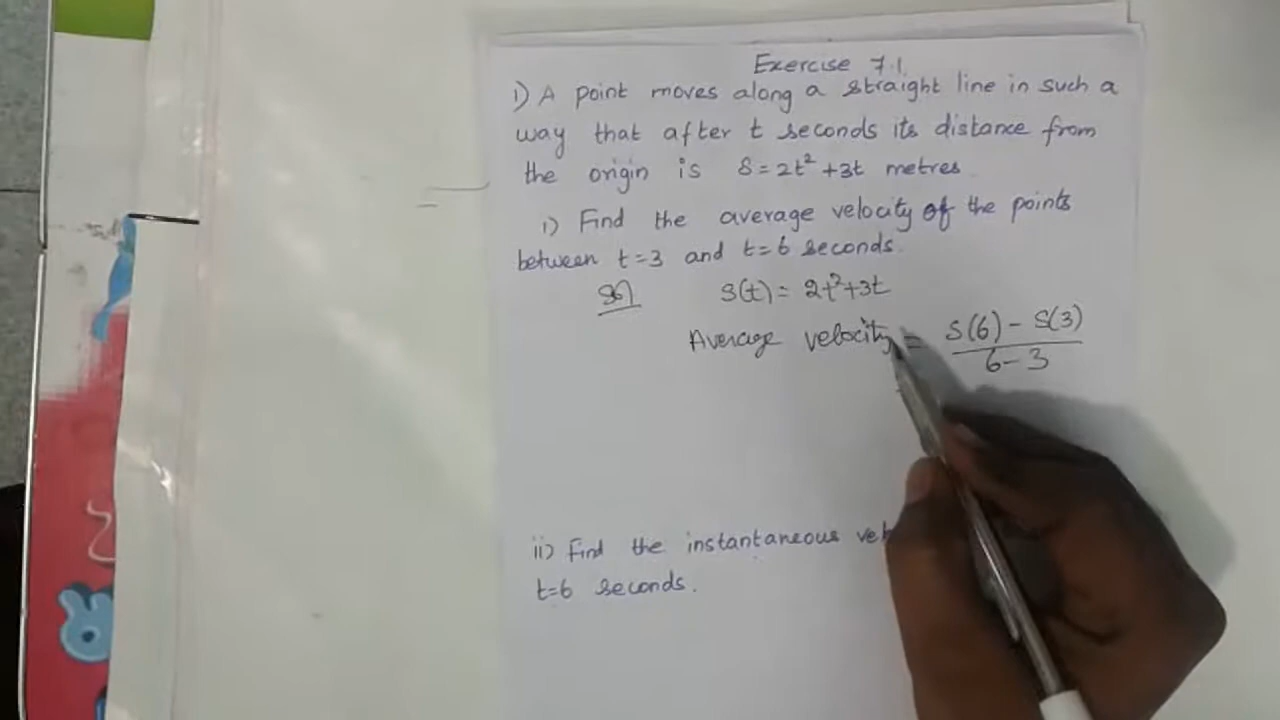 Exercise 7.1
1) A point moves along a straight line in such a
way that after t seconds its distance from
the origin is S=2t²+3t metres.
i) Find the average velocity of the points
between t=3 and t=6 seconds.
Sol S(t) = 2t²+3t
Average velocity = S(6) - S(3) / 6-3
ii) Find the instantaneous
t=6 seconds.